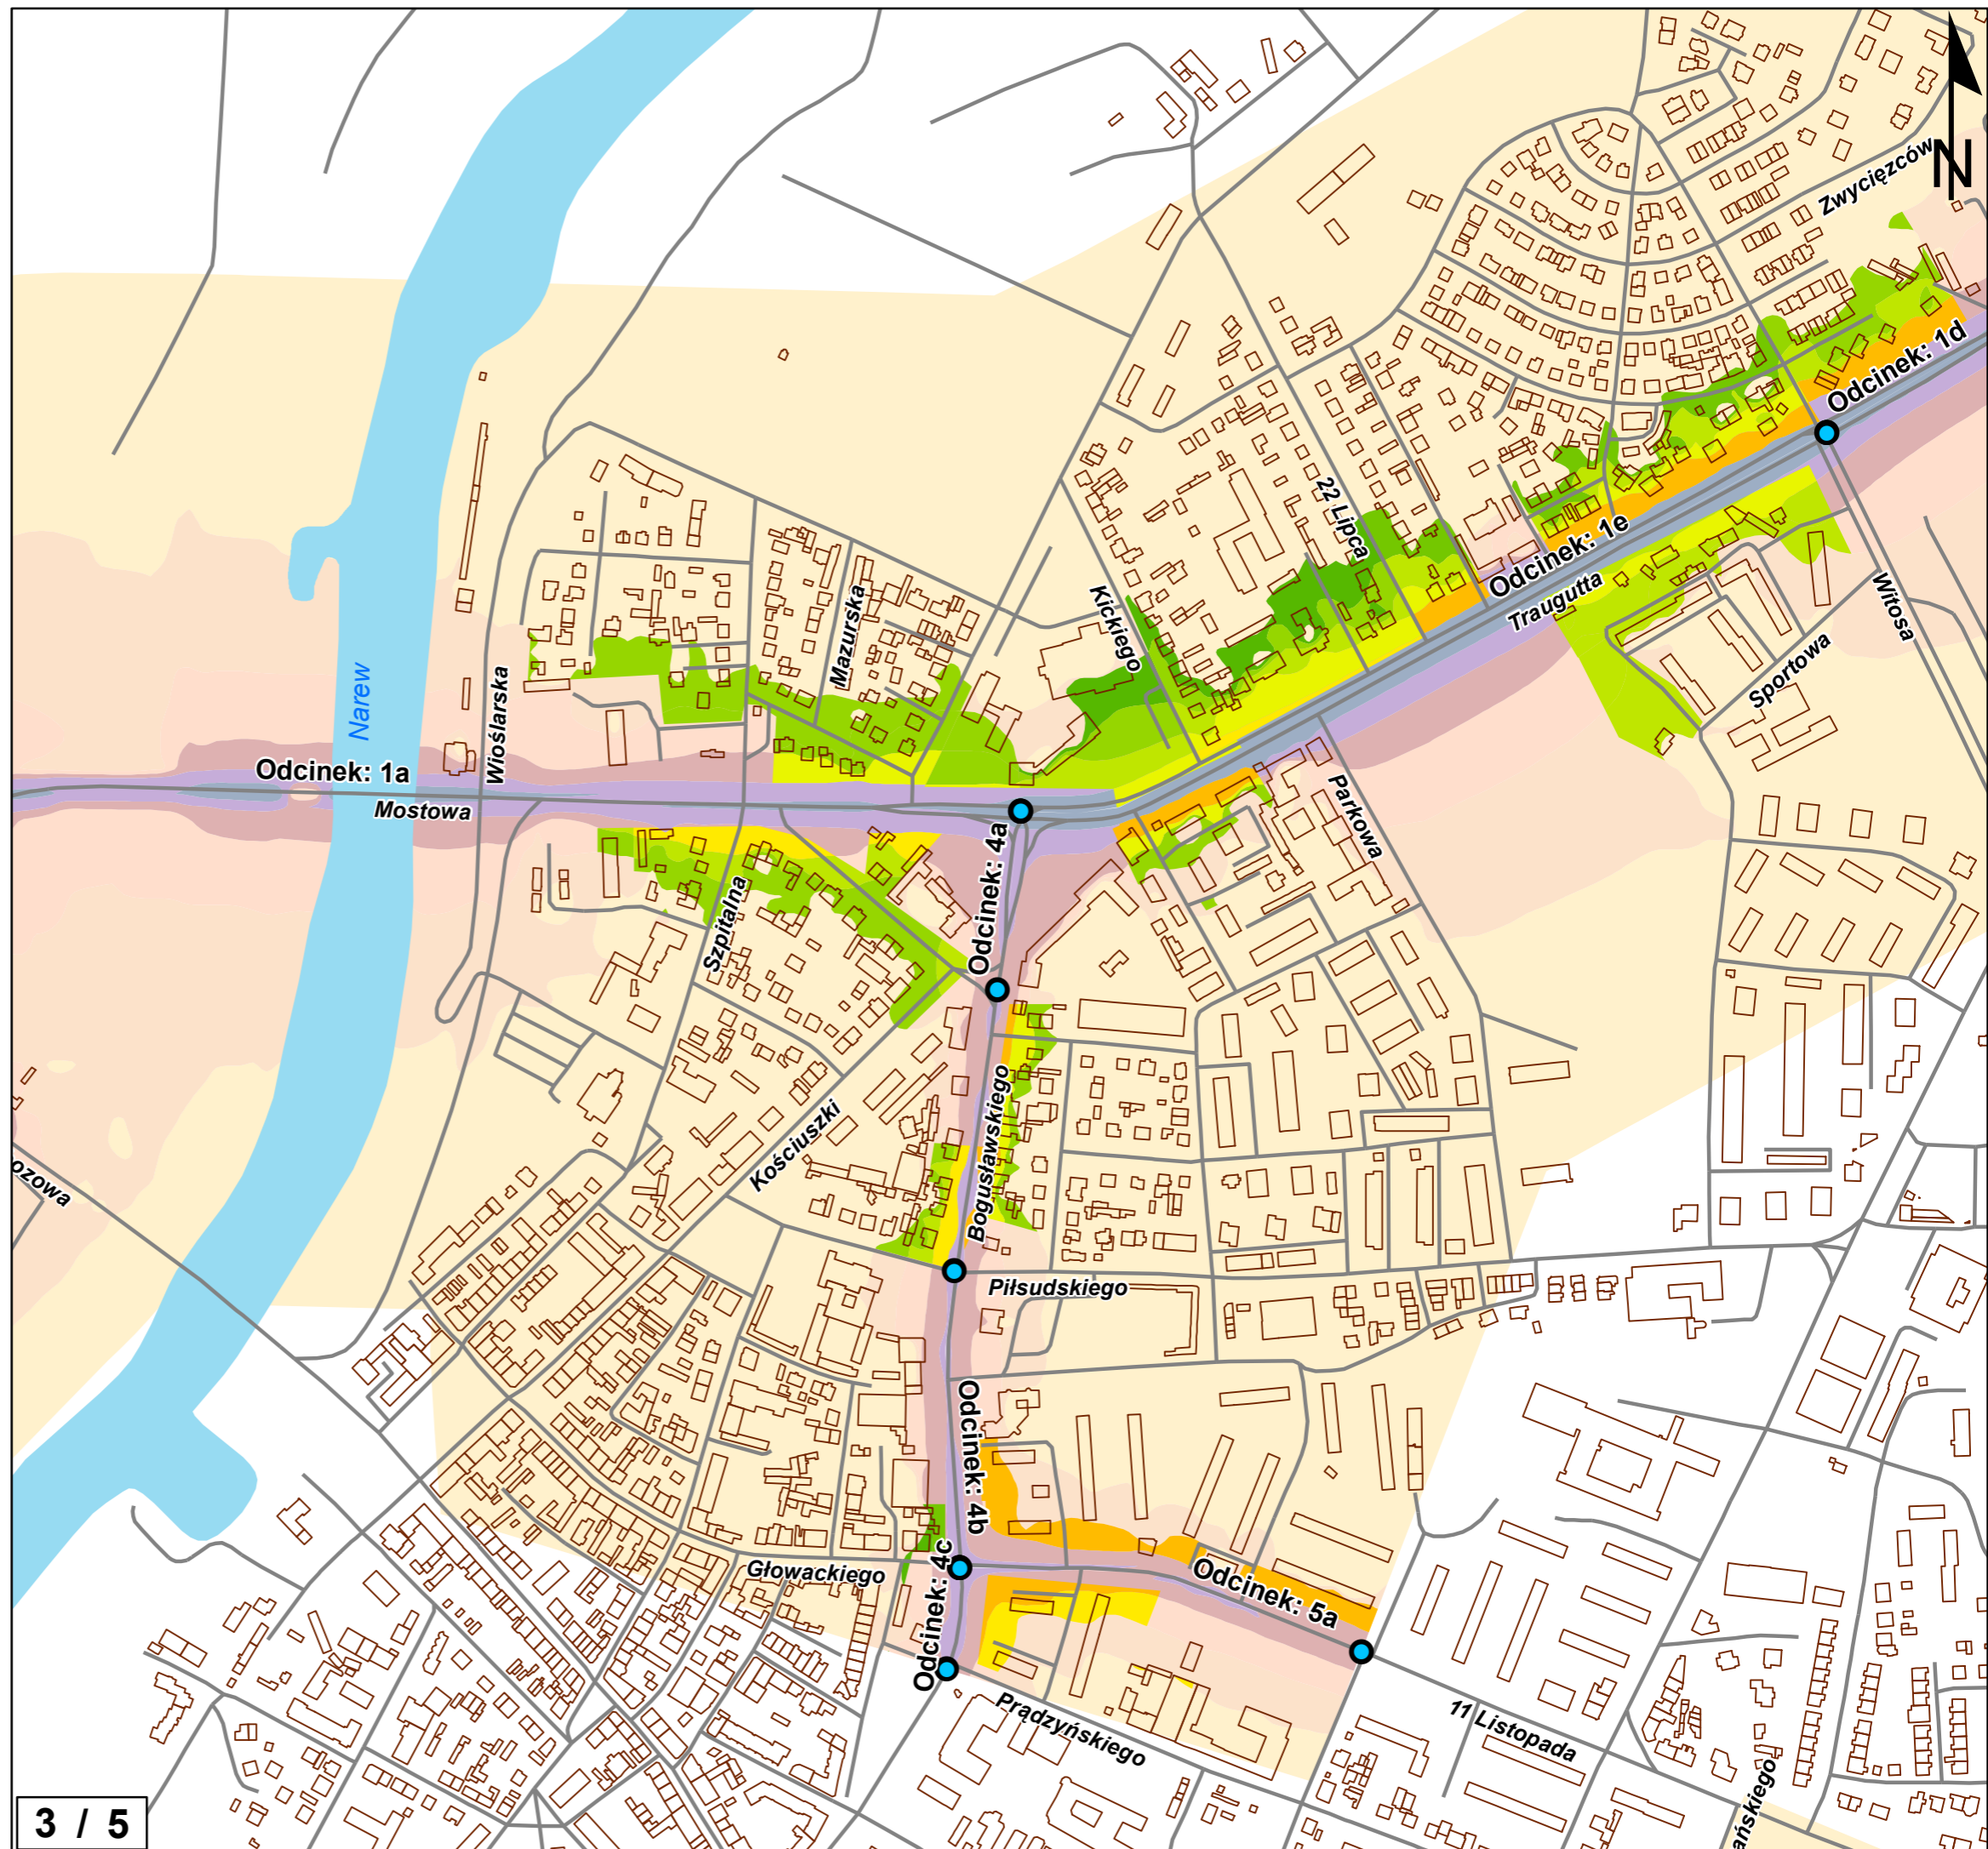 N
Zwycięzców
Odcinek: 1d
22 Lipca
Odcinek: 1e
Traugutta
Witosa
Kickiego
Mazurska
Sportowa
Narew
Wioślarska
Odcinek: 1a
Mostowa
Parkowa
Odcinek: 4a
Szpitalna
Bogusławskiego
Kościuszki
ozowa
Piłsudskiego
Odcinek: 4b
Głowackiego
Odcinek: 4c
Odcinek: 5a
Prądzyńskiego
11 Listopada
ańskiego
3 / 5